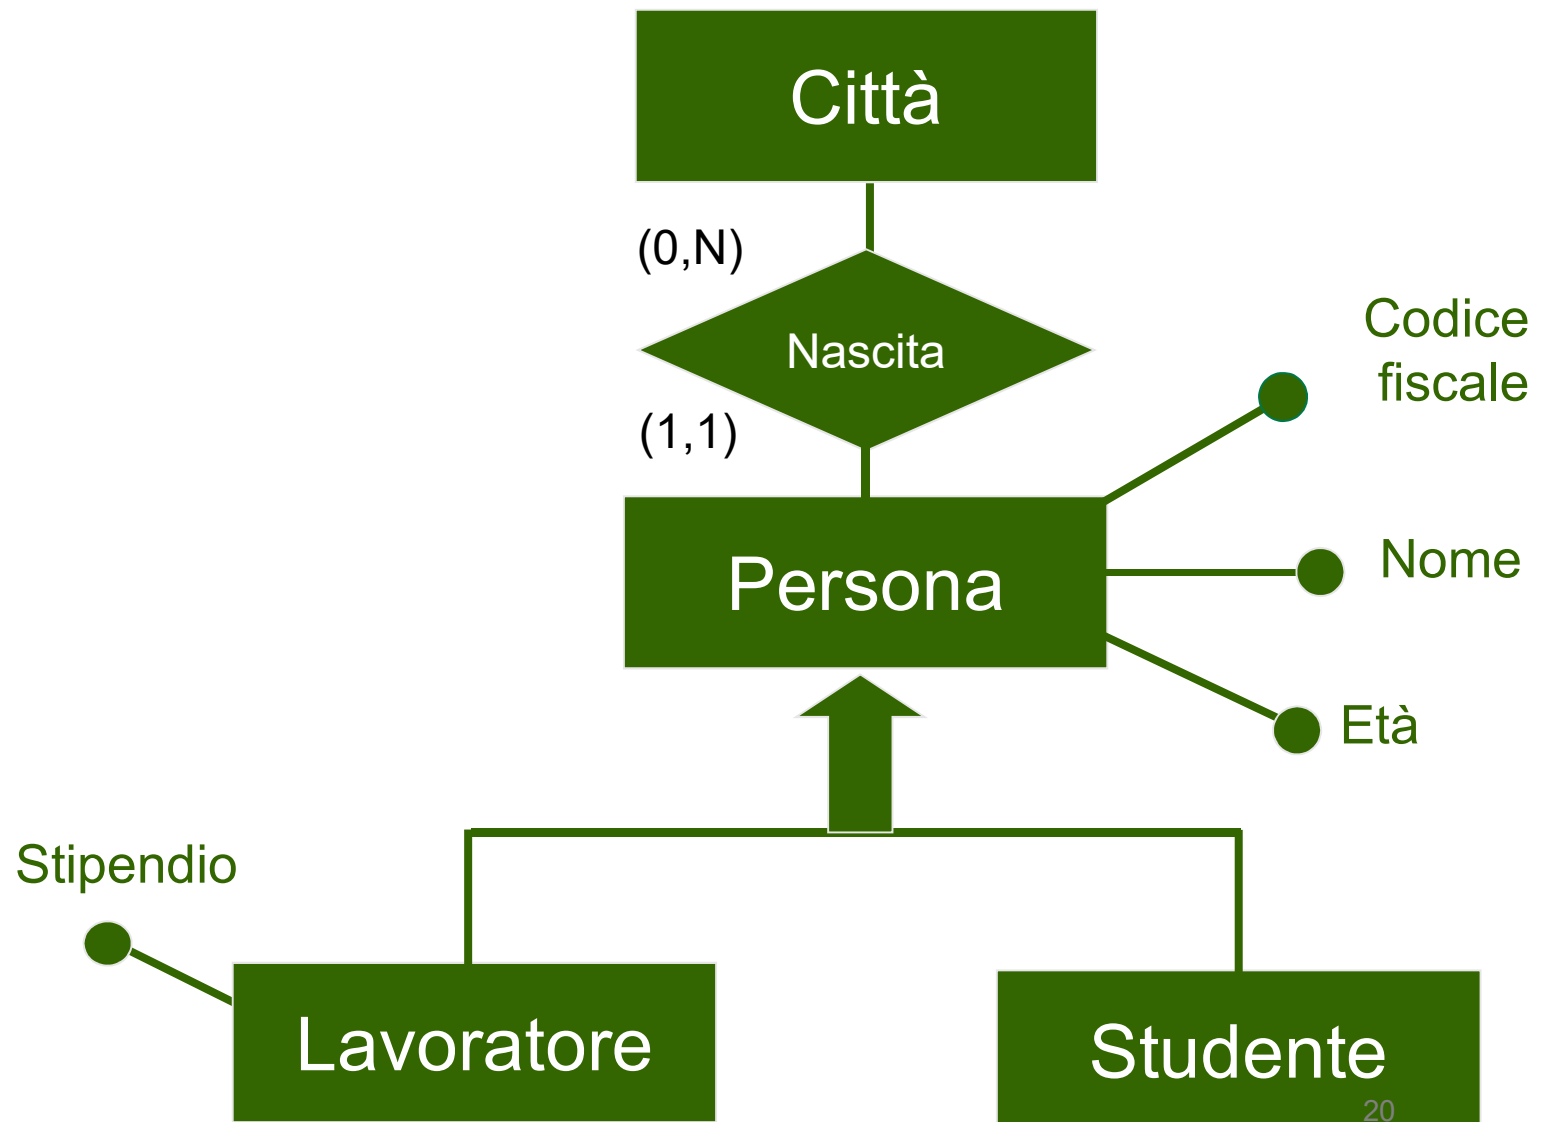 Città
(0,N)
Nascita
Codice
fiscale
(1,1)
Nome
Persona
Età
Stipendio
Lavoratore
Studente
20